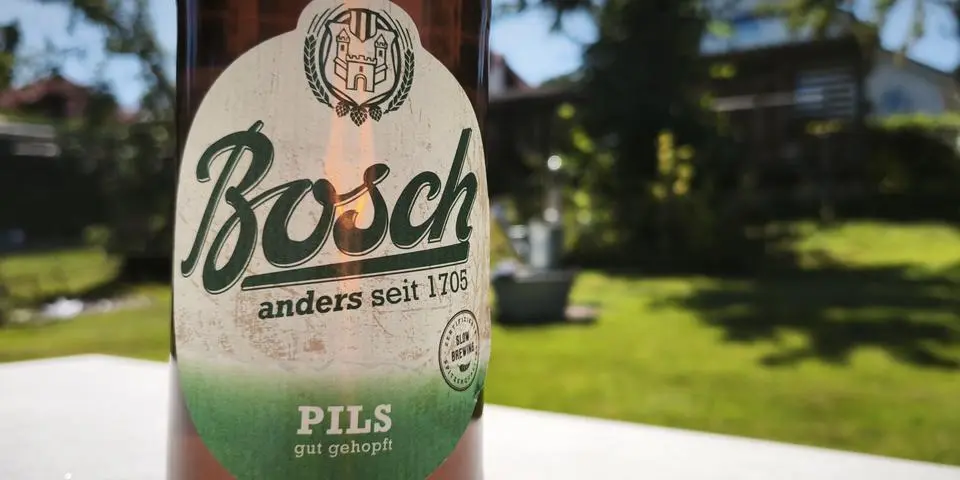 Bosch
anders seit 1705
SLOW
BREWING
PILS
gut gehopft